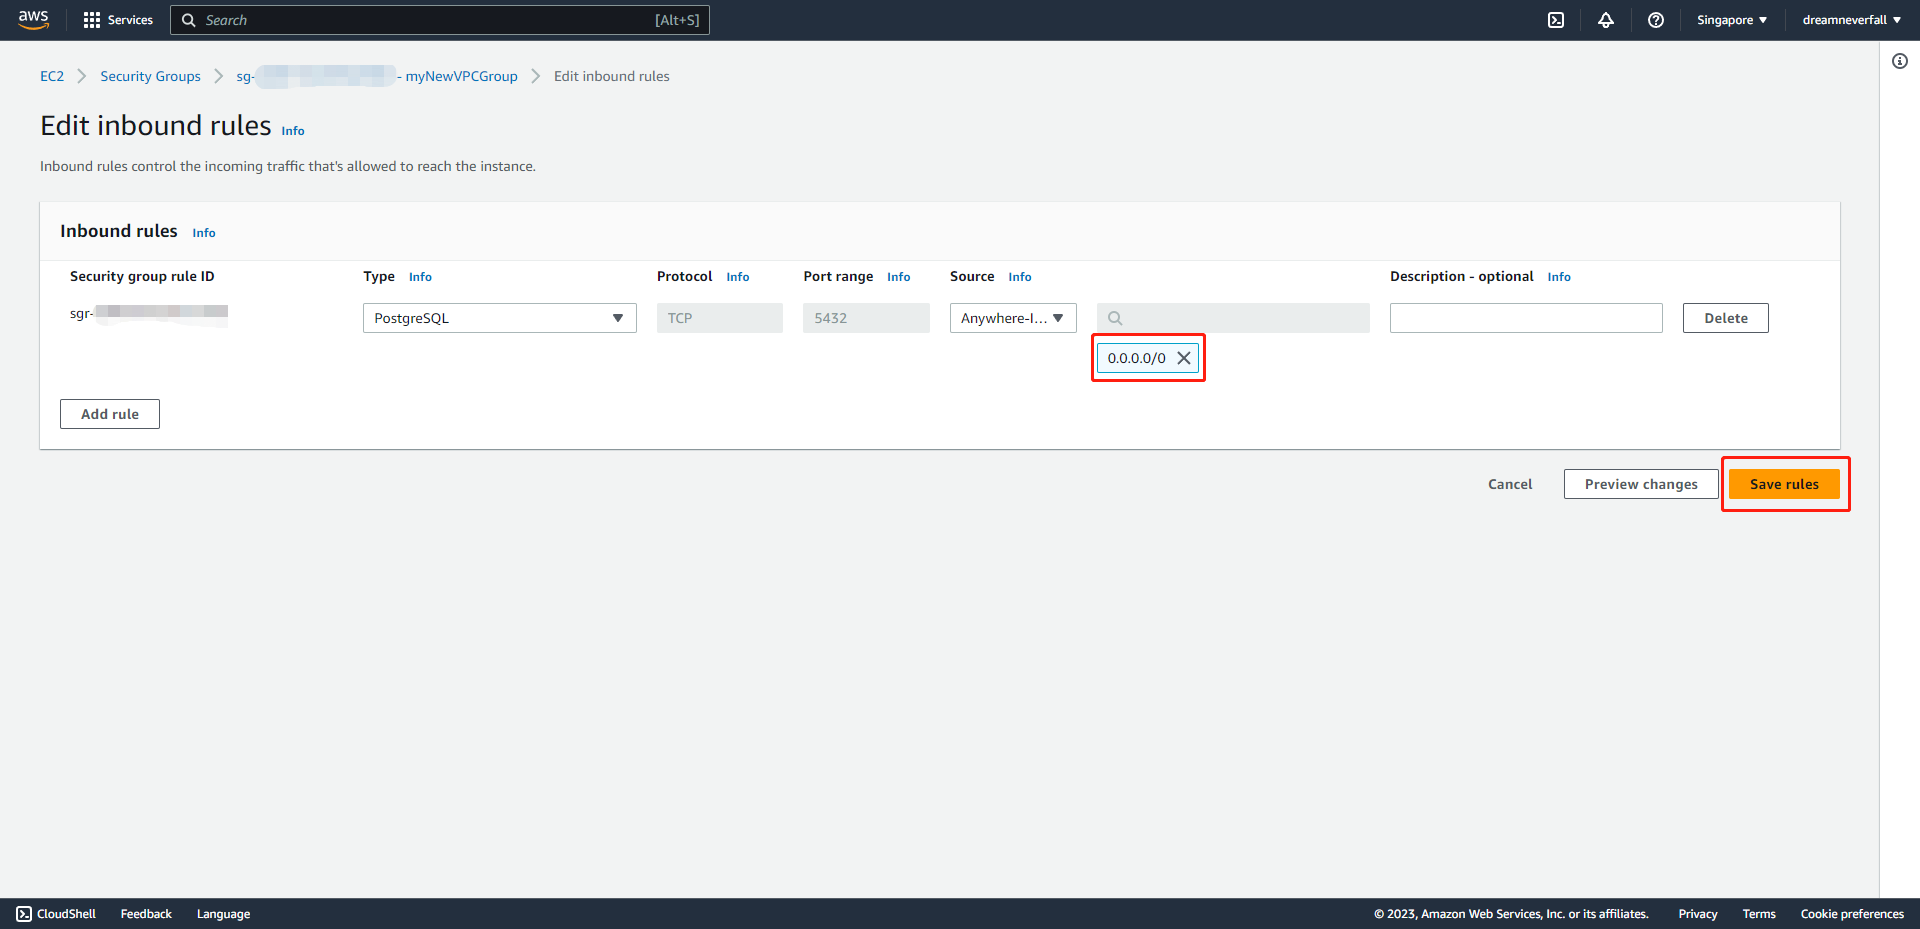 aws Services Search [Alt+S] Singapore dreamneverfall
EC2 Security Groups sg- - myNewVPCGroup Edit inbound rules
Edit inbound rules Info
Inbound rules control the incoming traffic that's allowed to reach the instance.
Inbound rules Info
Security group rule ID Type Info Protocol Info Port range Info Source Info Description - optional Info
sgr- PostgreSQL TCP 5432 Anywhere-I... Delete
0.0.0.0/0
Add rule
Cancel Preview changes Save rules
CloudShell Feedback Language © 2023, Amazon Web Services, Inc. or its affiliates. Privacy Terms Cookie preferences